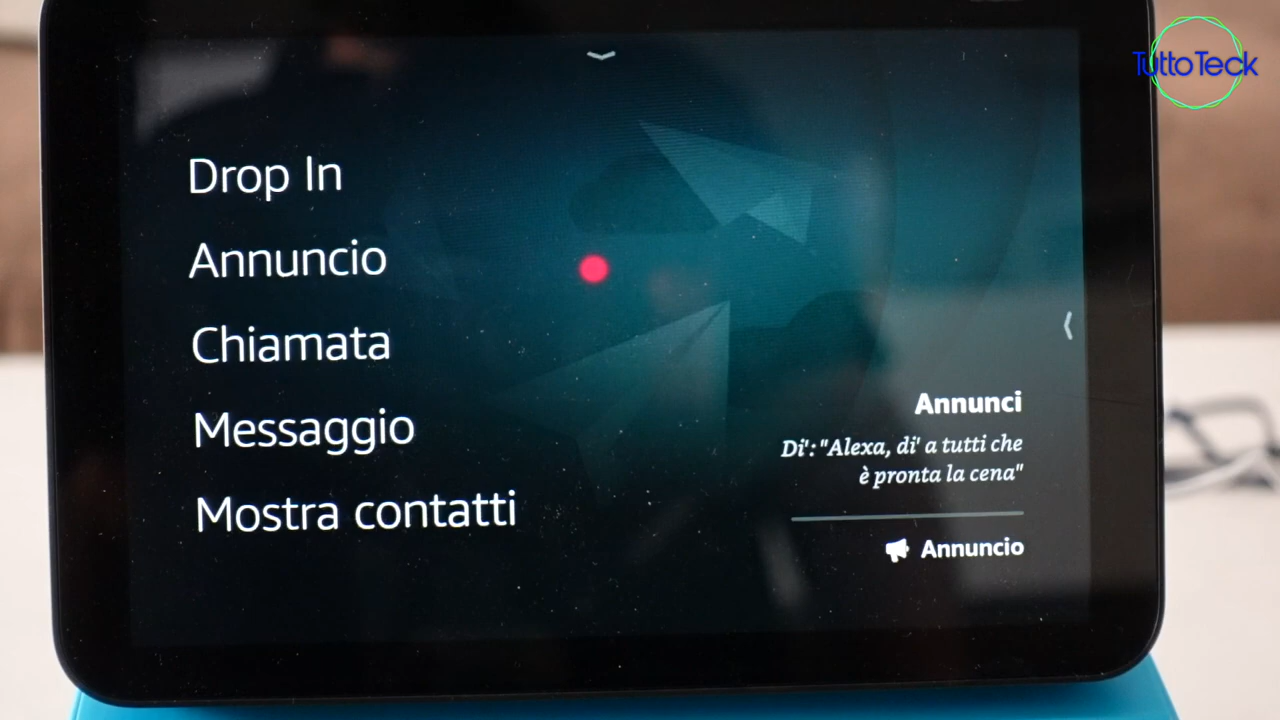 TuttoTeck
Drop In
Annuncio
Chiamata
Messaggio
Mostra contatti
Annunci
Di': "Alexa, di' a tutti che
è pronta la cena"
Annuncio